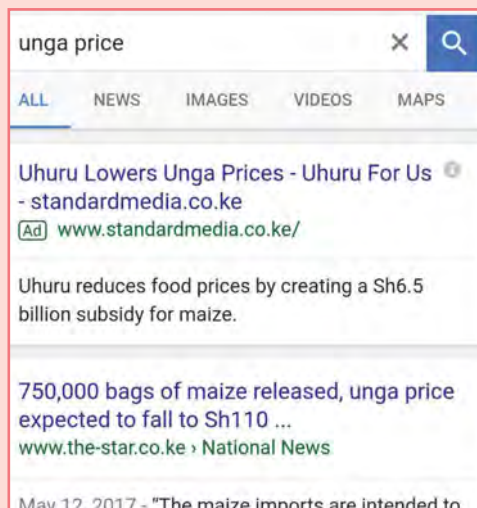 unga price
ALL NEWS IMAGES VIDEOS MAPS
Uhuru Lowers Unga Prices - Uhuru For Us
- standardmedia.co.ke
Ad www.standardmedia.co.ke/
Uhuru reduces food prices by creating a Sh6.5
billion subsidy for maize.
750,000 bags of maize released, unga price
expected to fall to Sh110 ...
www.the-star.co.ke › National News
May 12, 2017 - "The maize imports are intended to